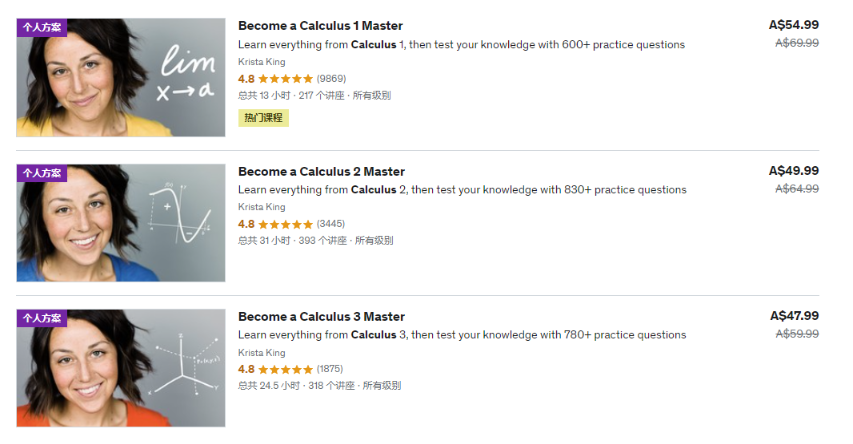 个人方案
lim
x→a
Become a Calculus 1 Master
A$54.99
Learn everything from Calculus 1, then test your knowledge with 600+ practice questions
A$69.99
Krista King
4.8 ★★★★★ (9869)
总共 13 小时 · 217 个讲座 · 所有级别
热门课程
个人方案
+
−
Become a Calculus 2 Master
A$49.99
Learn everything from Calculus 2, then test your knowledge with 830+ practice questions
A$64.99
Krista King
4.8 ★★★★★ (3445)
总共 31 小时 · 393 个讲座 · 所有级别
个人方案
Become a Calculus 3 Master
A$47.99
Learn everything from Calculus 3, then test your knowledge with 780+ practice questions
A$59.99
Krista King
4.8 ★★★★★ (1875)
总共 24.5 小时 · 318 个讲座 · 所有级别